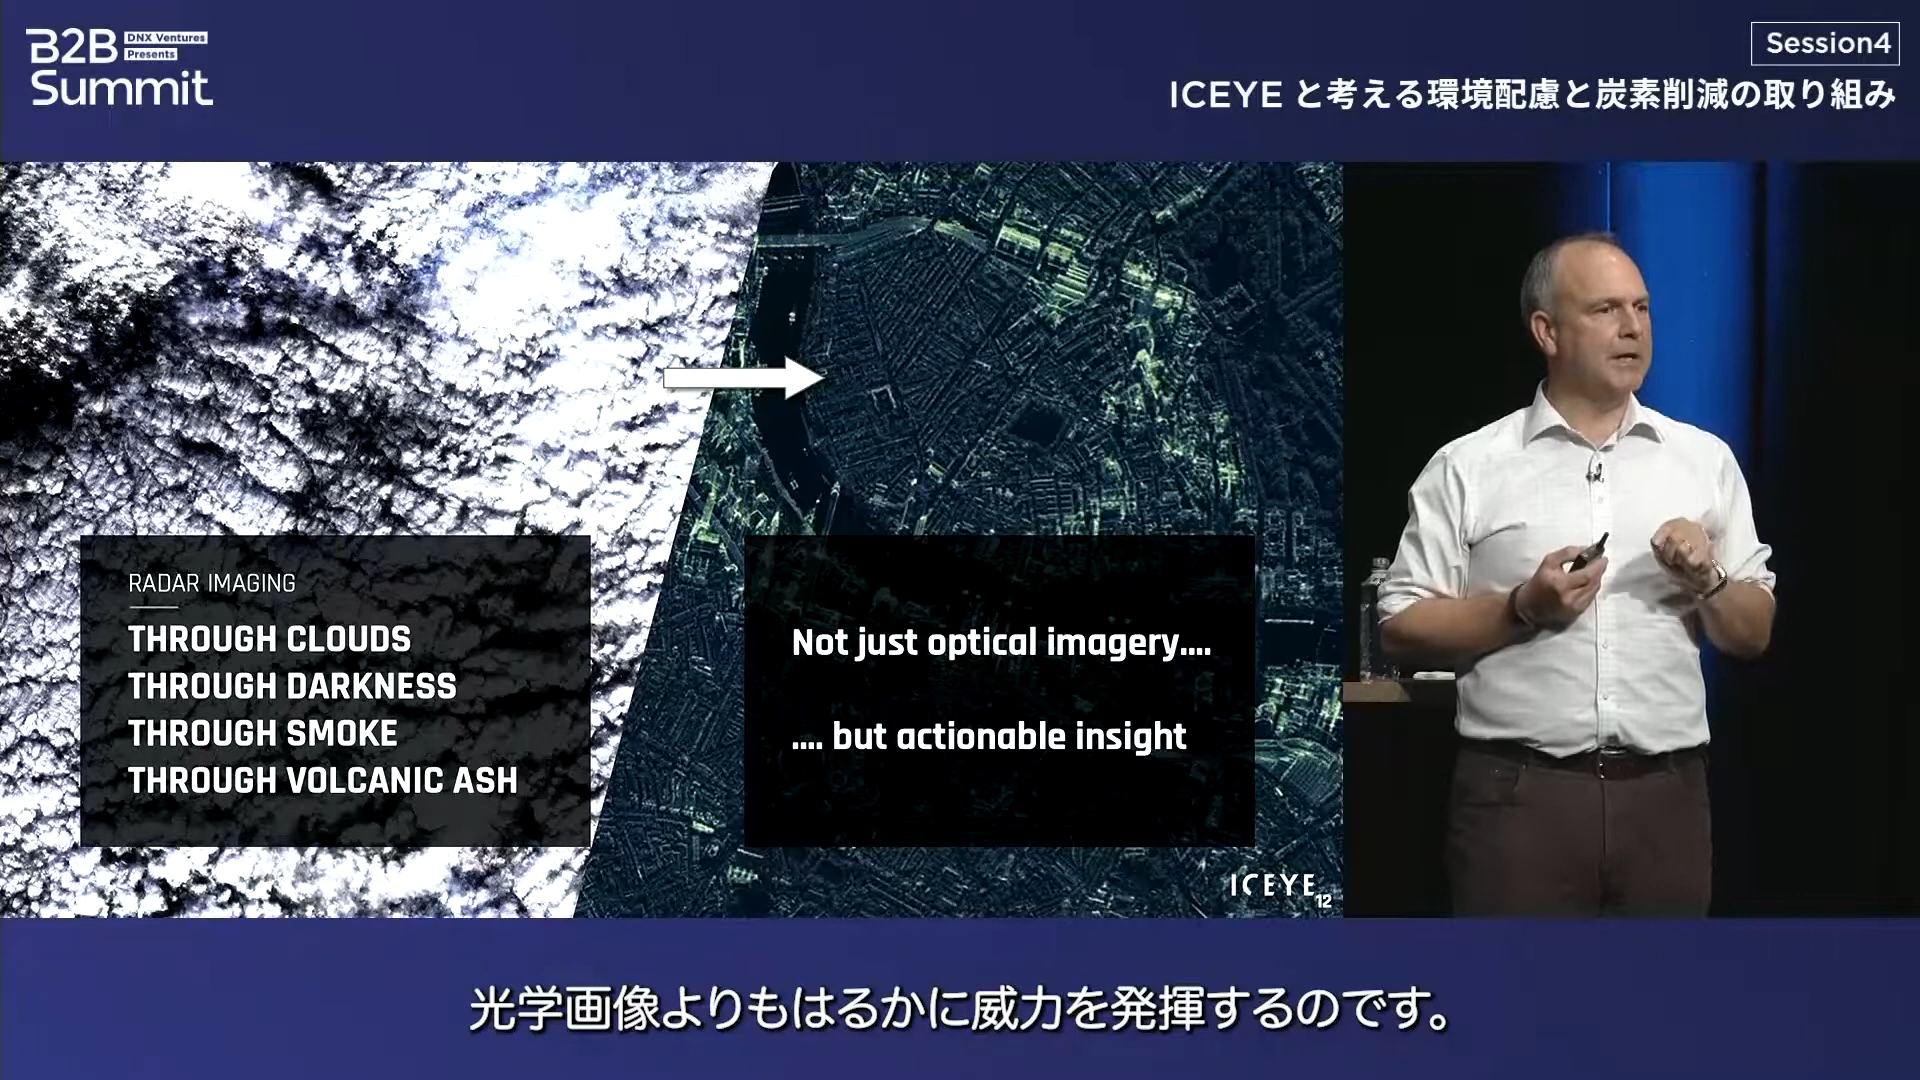 B2B DNX Ventures
Presents
Summit
Session4
ICEYE と考える環境配慮と炭素削減の取り組み
RADAR IMAGING
THROUGH CLOUDS
THROUGH DARKNESS
THROUGH SMOKE
THROUGH VOLCANIC ASH
Not just optical imagery....
.... but actionable insight
ICEYE
12
光学画像よりもはるかに威力を発揮するのです。